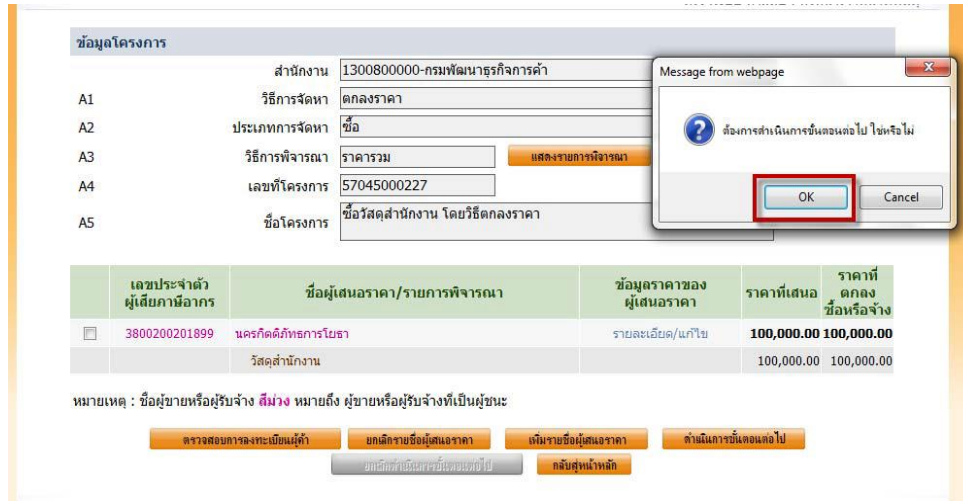 ข้อมูลโครงการ
สำนักงาน 1300800000-กรมพัฒนาธุรกิจการค้า
A1 วิธีการจัดหา ตกลงราคา
A2 ประเภทการจัดหา ซื้อ
A3 วิธีการพิจารณา ราคารวม แสดงรายการพิจารณา
A4 เลขที่โครงการ 57045000227
A5 ชื่อโครงการ ซื้อวัสดุสำนักงาน โดยวิธีตกลงราคา
Message from webpage
ต้องการดำเนินการขั้นตอนต่อไป ใช่หรือไม่
OK Cancel
เลขประจำตัว
ผู้เสียภาษีอากร
ชื่อผู้เสนอราคา/รายการพิจารณา
ข้อมูลราคาของ
ผู้เสนอราคา
ราคาที่เสนอ
ราคาที่
ตกลง
ซื้อหรือจ้าง
3800200201899 นครกิตติภัทรการโยธา รายละเอียด/แก้ไข 100,000.00 100,000.00
วัสดุสำนักงาน 100,000.00 100,000.00
หมายเหตุ : ชื่อผู้ขายหรือผู้รับจ้าง สีม่วง หมายถึง ผู้ขายหรือผู้รับจ้างที่เป็นผู้ชนะ
ตรวจสอบการลงทะเบียนผู้ค้า ยกเลิกรายชื่อผู้เสนอราคา เพิ่มรายชื่อผู้เสนอราคา ดำเนินการขั้นตอนต่อไป
ยกเลิกดำเนินการขั้นตอนต่อไป กลับสู่หน้าหลัก